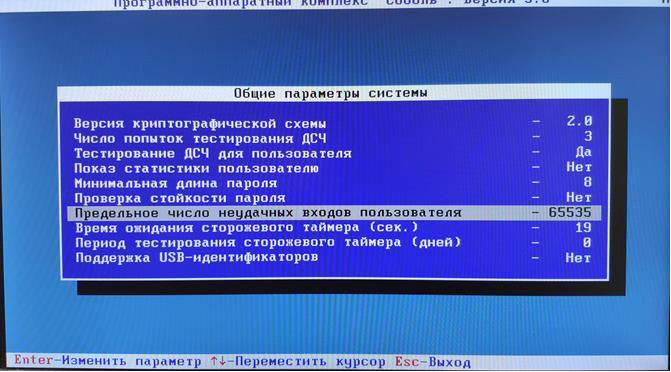 Программно-аппаратный комплекс "Соболь". Версия 3.0
Общие параметры системы
Версия криптографической схемы - 2.0
Число попыток тестирования ДСЧ - 3
Тестирование ДСЧ для пользователя - Да
Показ статистики пользователю - Нет
Минимальная длина пароля - 8
Проверка стойкости пароля - Нет
Предельное число неудачных входов пользователя - 65535
Время ожидания сторожевого таймера (сек.) - 19
Период тестирования сторожевого таймера (дней) - 0
Поддержка USB-идентификаторов - Нет
Enter-Изменить параметр ↑↓-Переместить курсор Esc-Выход